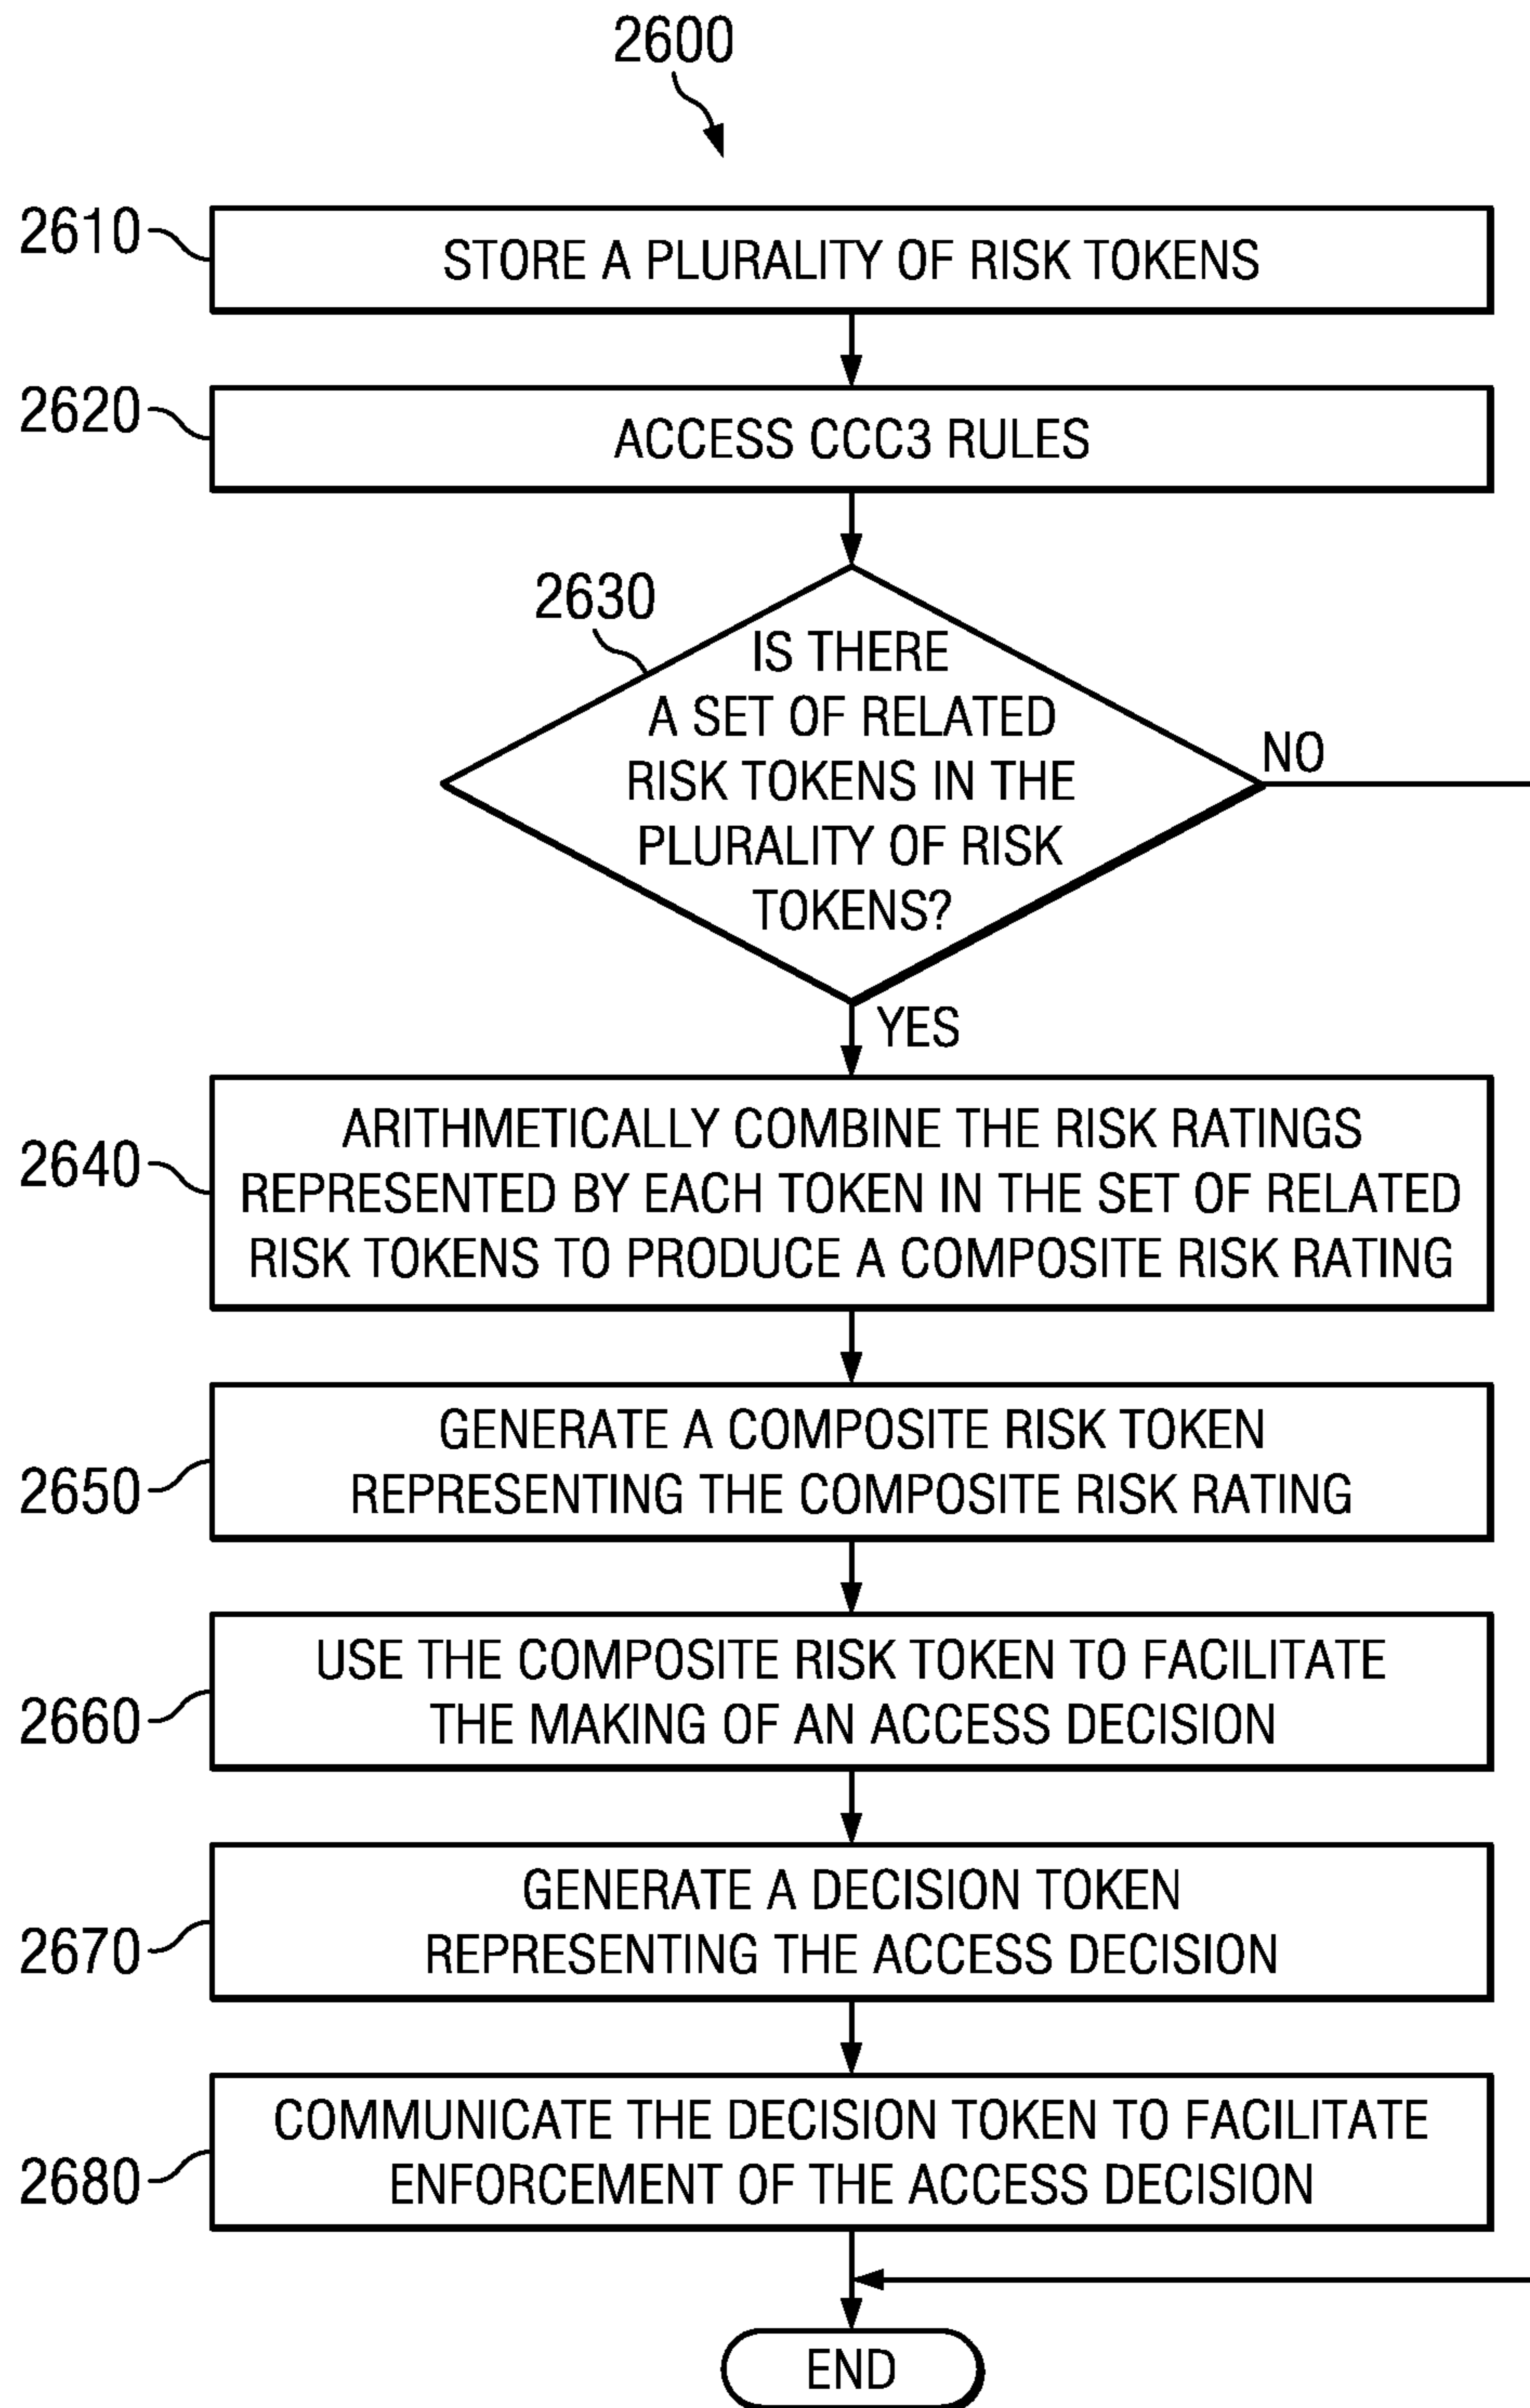 2600
2610
STORE A PLURALITY OF RISK TOKENS
2620
ACCESS CCC3 RULES
2630
IS THERE
A SET OF RELATED
RISK TOKENS IN THE
PLURALITY OF RISK
TOKENS?
NO
YES
2640
ARITHMETICALLY COMBINE THE RISK RATINGS
REPRESENTED BY EACH TOKEN IN THE SET OF RELATED
RISK TOKENS TO PRODUCE A COMPOSITE RISK RATING
2650
GENERATE A COMPOSITE RISK TOKEN
REPRESENTING THE COMPOSITE RISK RATING
2660
USE THE COMPOSITE RISK TOKEN TO FACILITATE
THE MAKING OF AN ACCESS DECISION
2670
GENERATE A DECISION TOKEN
REPRESENTING THE ACCESS DECISION
2680
COMMUNICATE THE DECISION TOKEN TO FACILITATE
ENFORCEMENT OF THE ACCESS DECISION
END